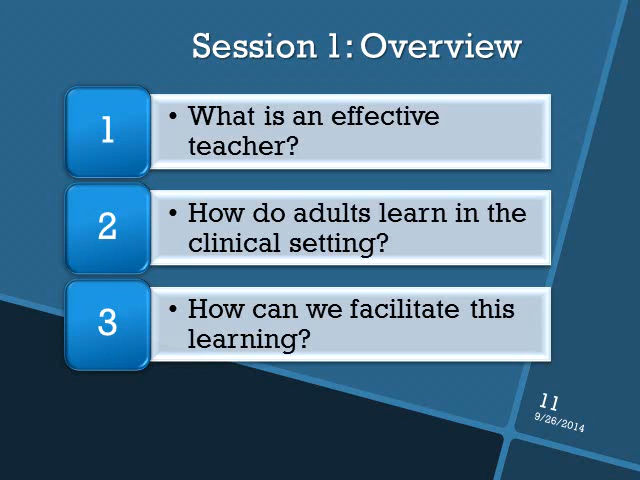 Session 1: Overview
1
• What is an effective
teacher?
2
• How do adults learn in the
clinical setting?
3
• How can we facilitate this
learning?
11
9/26/2014